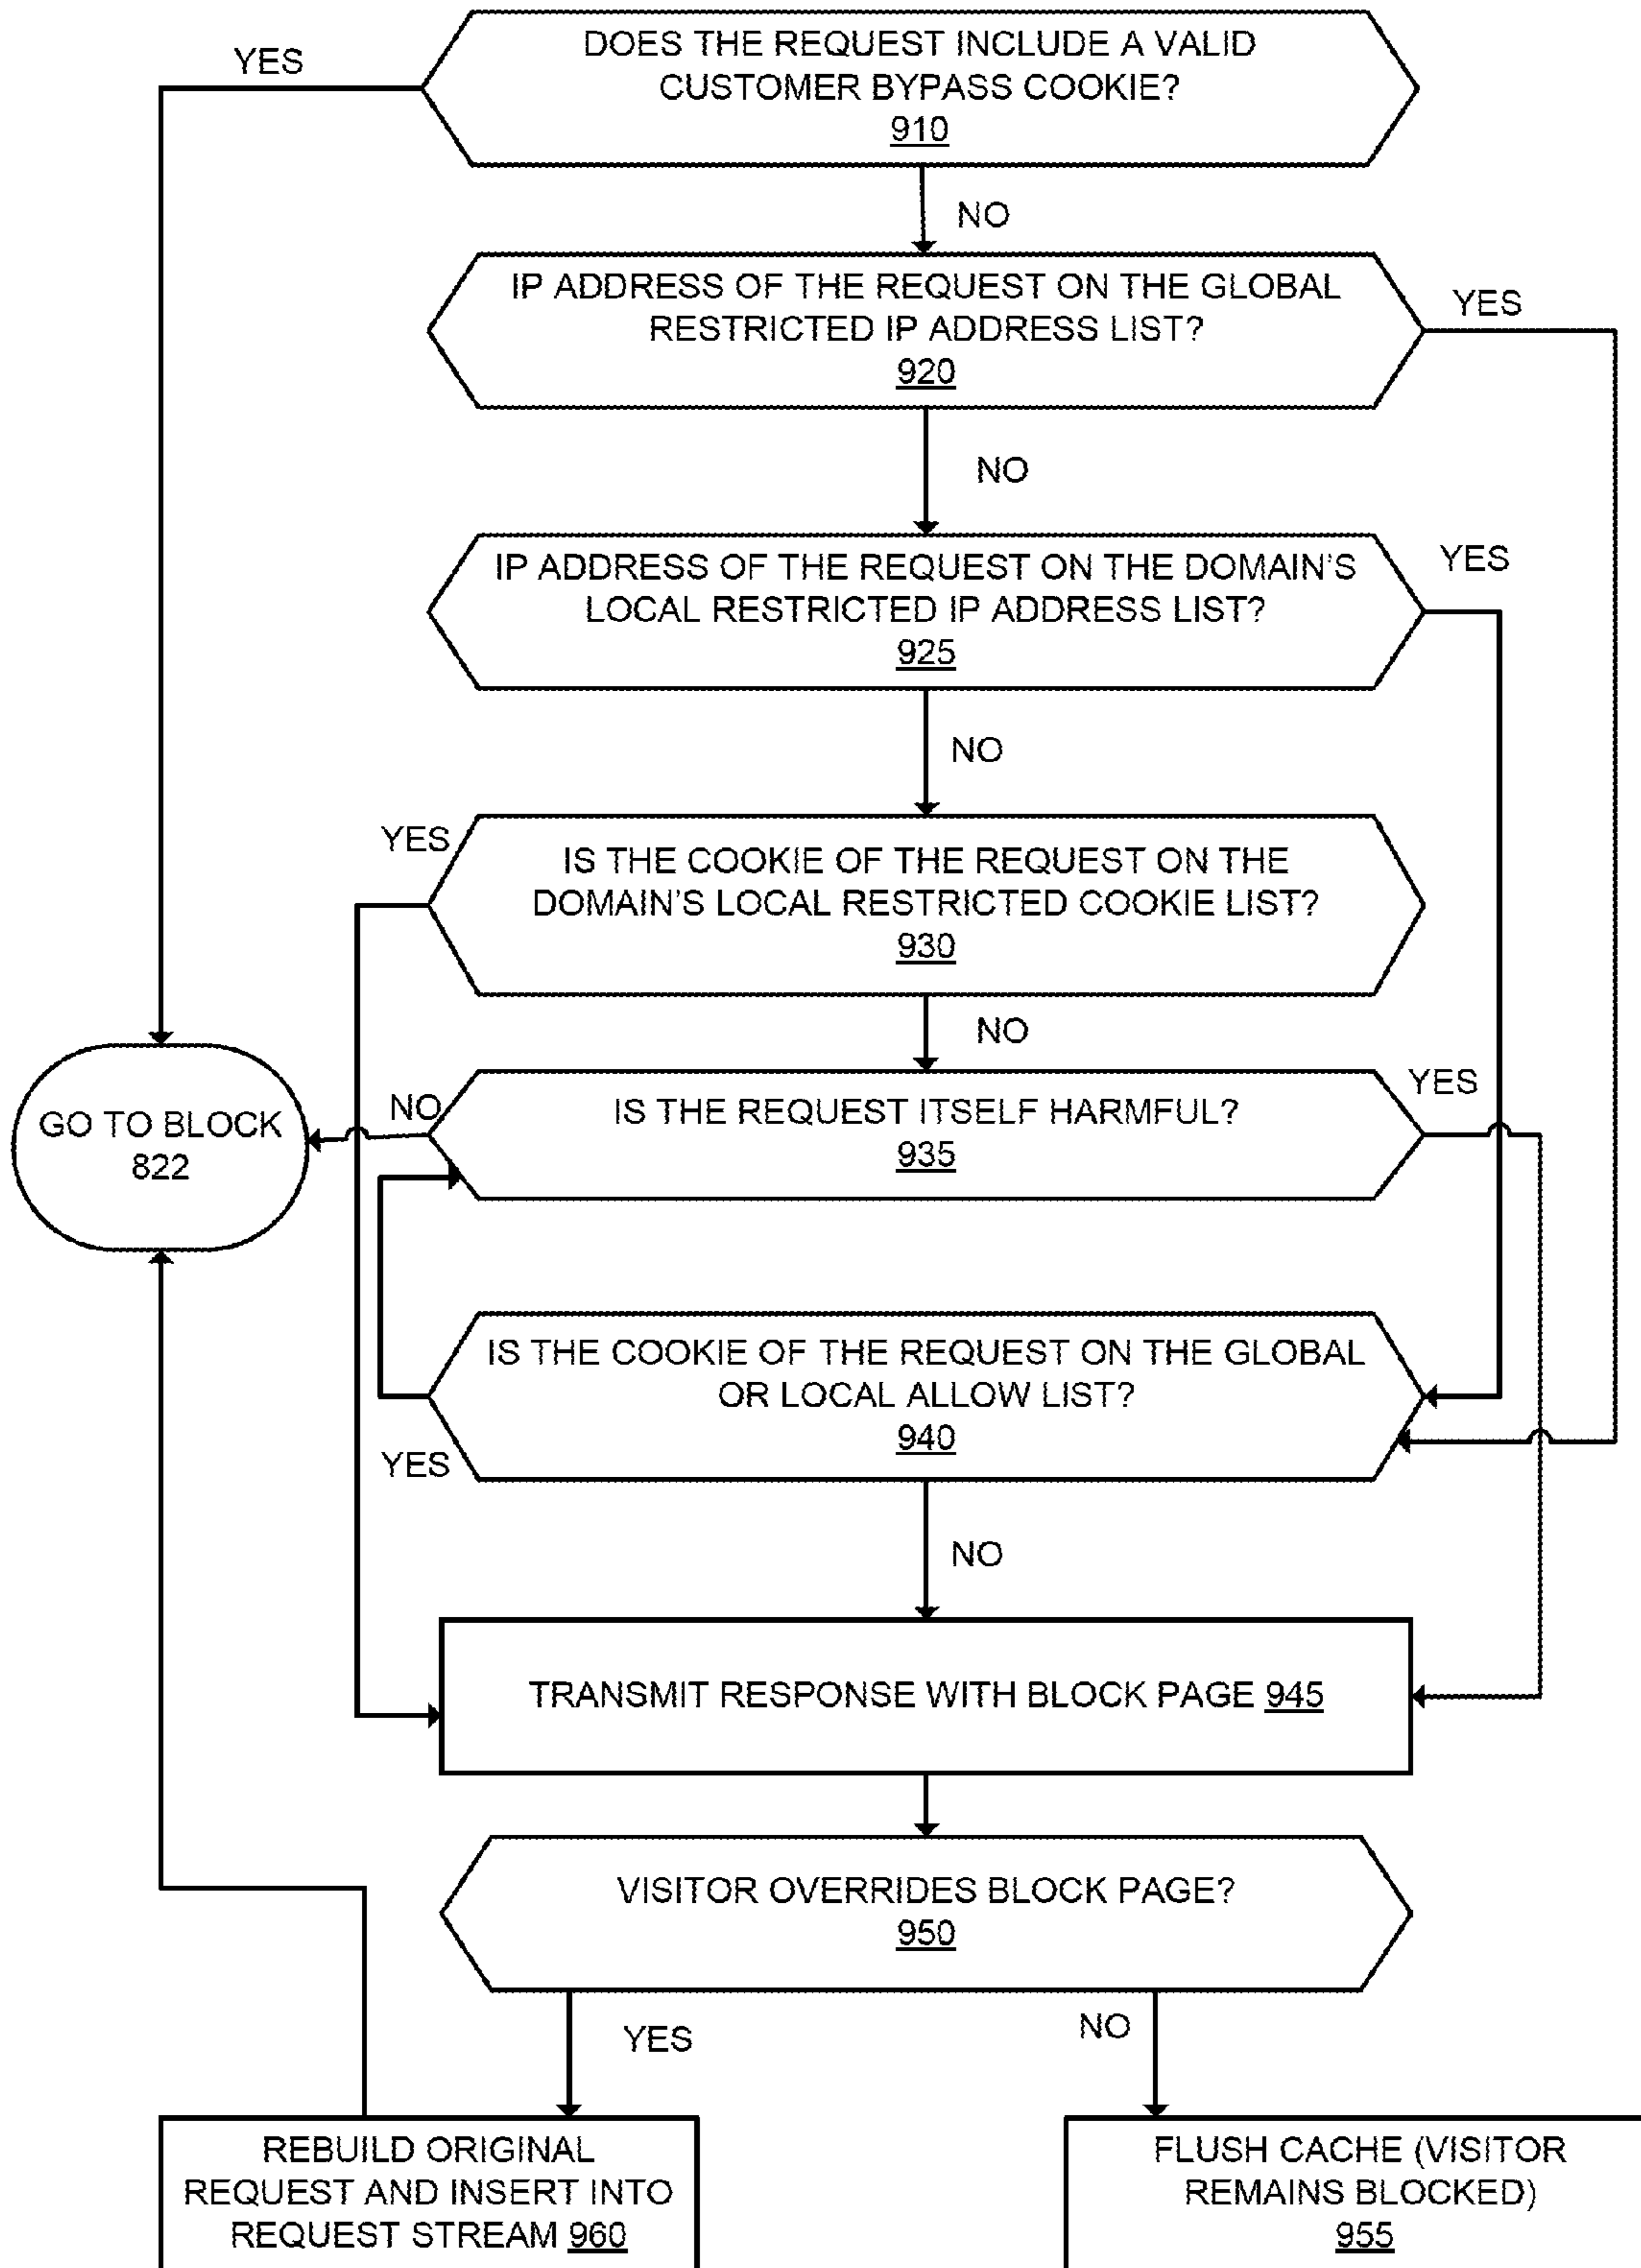 DOES THE REQUEST INCLUDE A VALID
CUSTOMER BYPASS COOKIE?
910
YES
NO
IP ADDRESS OF THE REQUEST ON THE GLOBAL
RESTRICTED IP ADDRESS LIST?
920
YES
NO
IP ADDRESS OF THE REQUEST ON THE DOMAIN'S
LOCAL RESTRICTED IP ADDRESS LIST?
925
YES
NO
YES
IS THE COOKIE OF THE REQUEST ON THE
DOMAIN'S LOCAL RESTRICTED COOKIE LIST?
930
NO
GO TO BLOCK
822
NO
IS THE REQUEST ITSELF HARMFUL?
935
YES
IS THE COOKIE OF THE REQUEST ON THE GLOBAL
OR LOCAL ALLOW LIST?
940
YES
NO
TRANSMIT RESPONSE WITH BLOCK PAGE 945
VISITOR OVERRIDES BLOCK PAGE?
950
YES
NO
REBUILD ORIGINAL
REQUEST AND INSERT INTO
REQUEST STREAM 960
FLUSH CACHE (VISITOR
REMAINS BLOCKED)
955